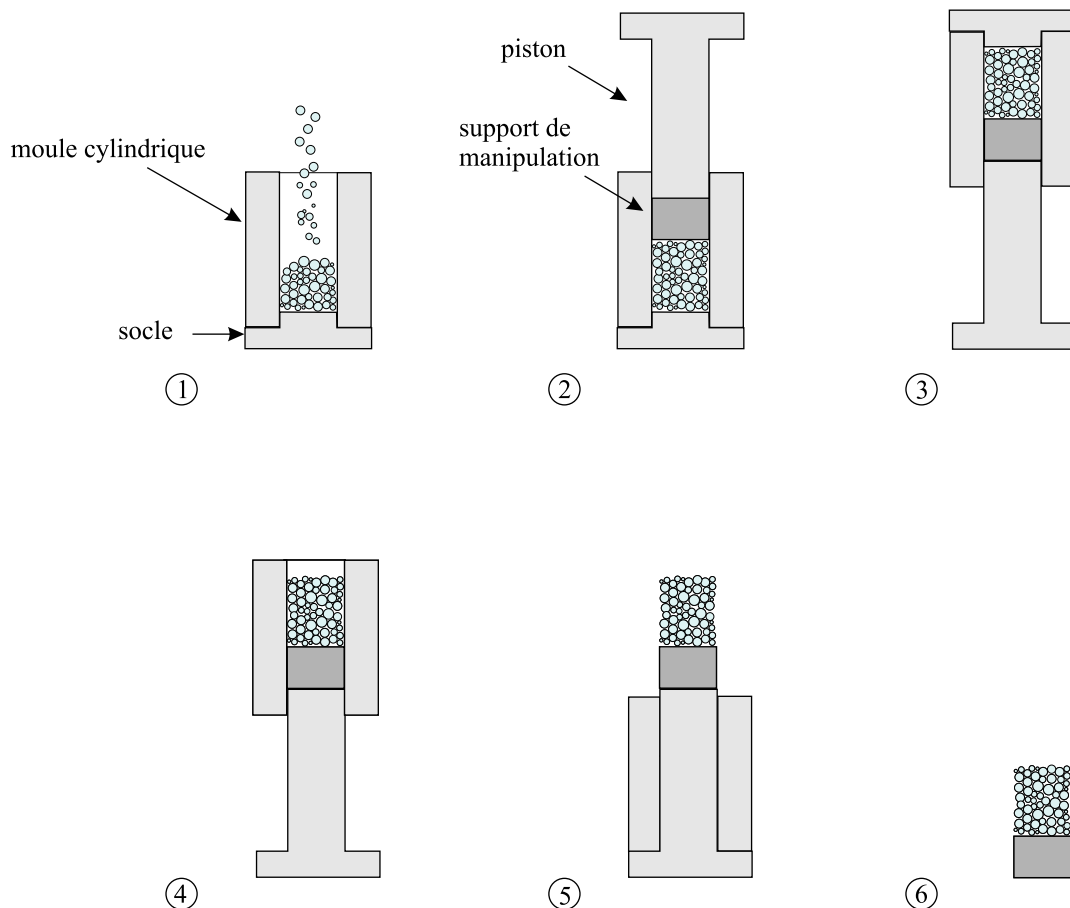 piston
support de
manipulation
moule cylindrique
socle
1
2
3
4
5
6